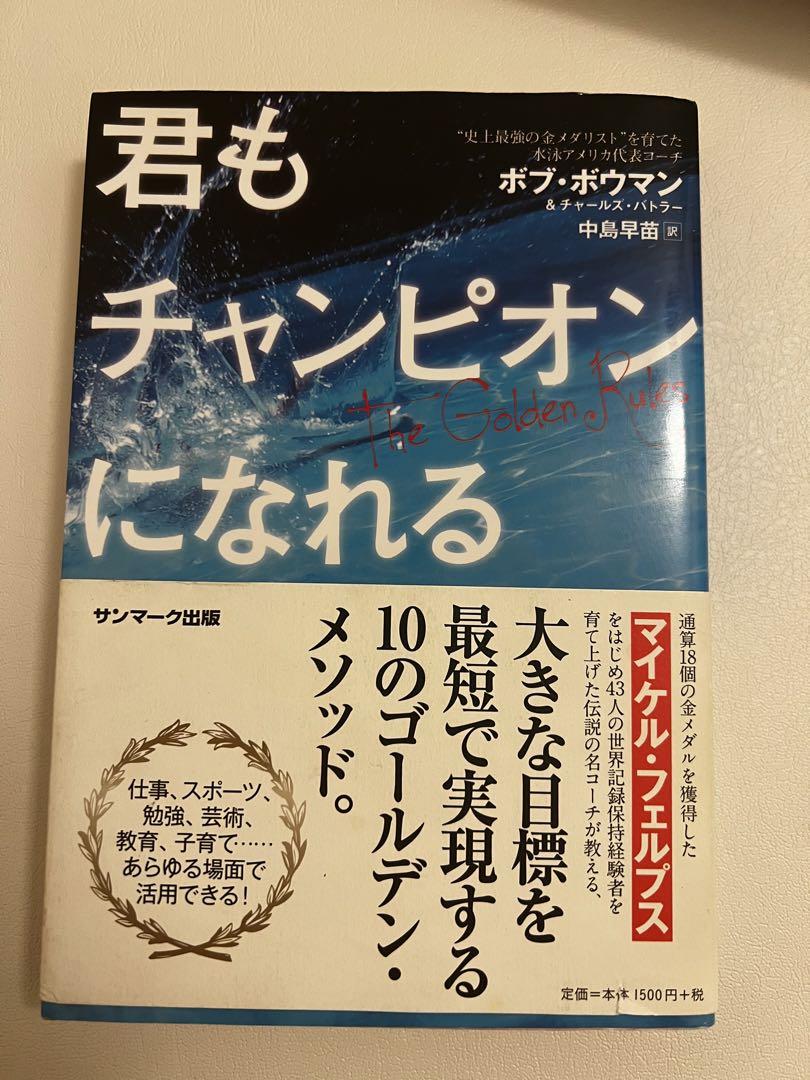 君も
チャンピオン
になれる
The Golden Rules
“史上最強の金メダリスト”を育てた
水泳アメリカ代表コーチ
ボブ・ボウマン
&チャールズ・バトラー
中島早苗 訳
通算18個の金メダルを獲得した
マイケル・フェルプス
をはじめ43人の世界記録保持経験者を
育て上げた伝説の名コーチが教える、
大きな目標を
最短で実現する
10のゴールデン・
メソッド。
サンマーク出版
仕事、スポーツ、
勉強、芸術、
教育、子育て……
あらゆる場面で
活用できる!
定価=本体1500円+税